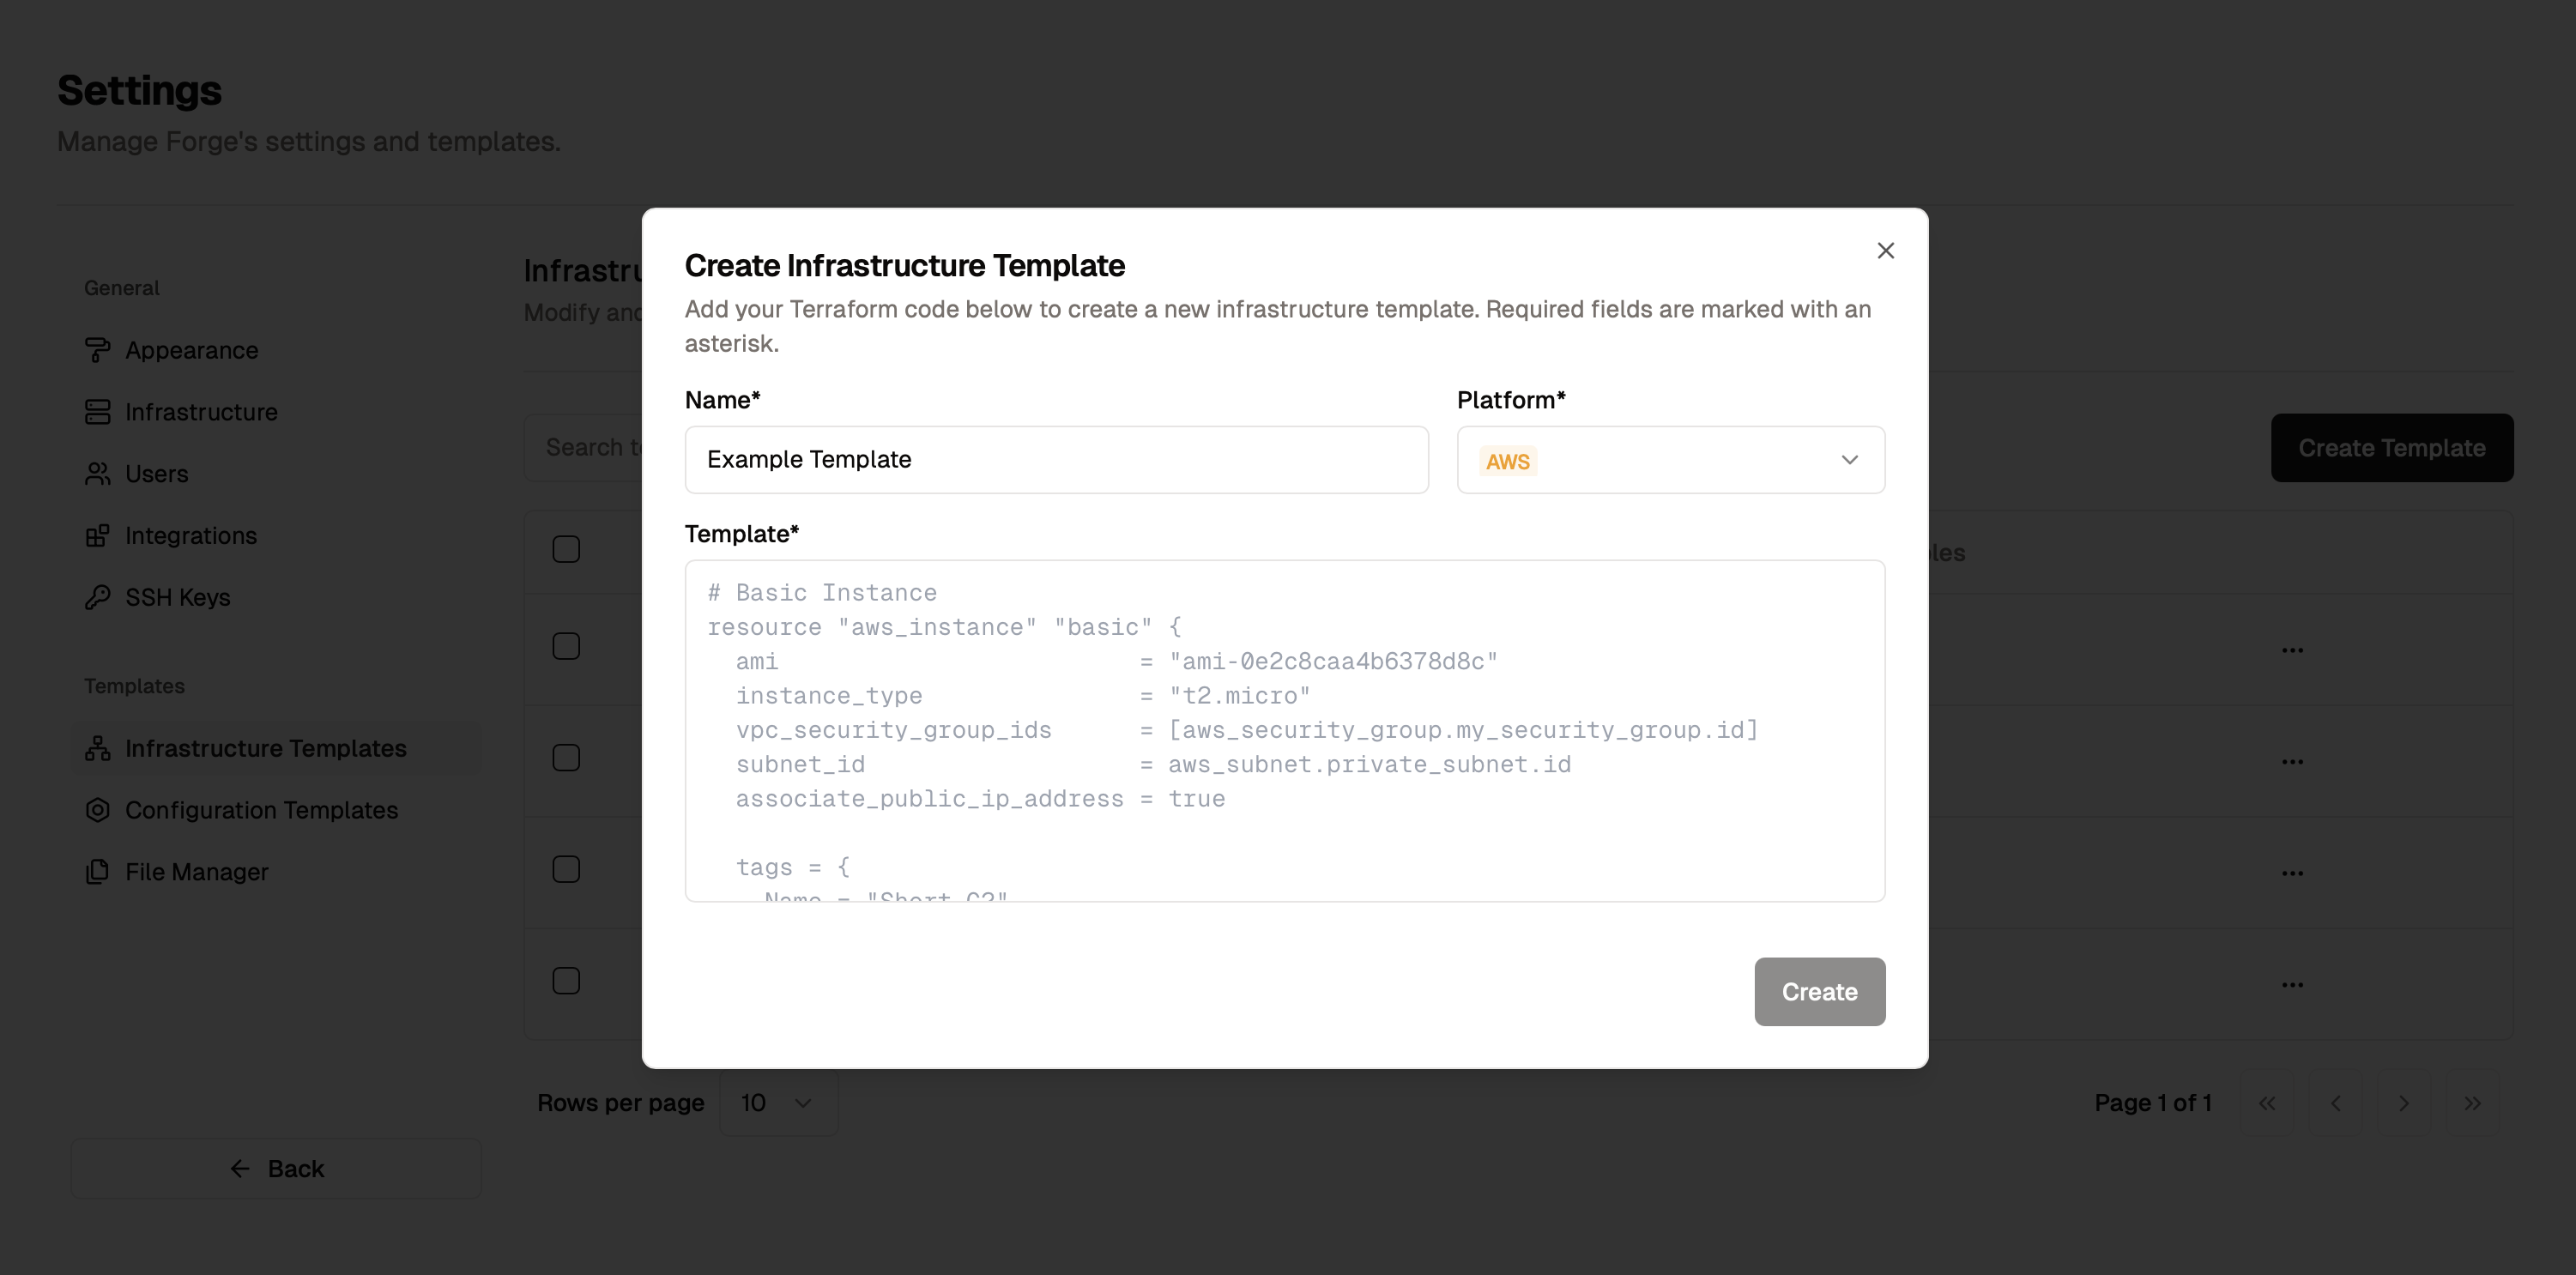 Settings
Manage Forge's settings and templates.
General
Appearance
Infrastructure
Users
Integrations
SSH Keys
Templates
Infrastructure Templates
Configuration Templates
File Manager
Back
Modify
Search
Create Template
Rows per page
10
Page 1 of 1
Create Infrastructure Template
Add your Terraform code below to create a new infrastructure template. Required fields are marked with an
asterisk.
Name*
Example Template
Platform*
AWS
Template*
# Basic Instance
resource "aws_instance" "basic" {
  ami                         = "ami-0e2c8caa4b6378d8c"
  instance_type               = "t2.micro"
  vpc_security_group_ids      = [aws_security_group.my_security_group.id]
  subnet_id                   = aws_subnet.private_subnet.id
  associate_public_ip_address = true
  tags = {
    Name = "Short C2"
Create